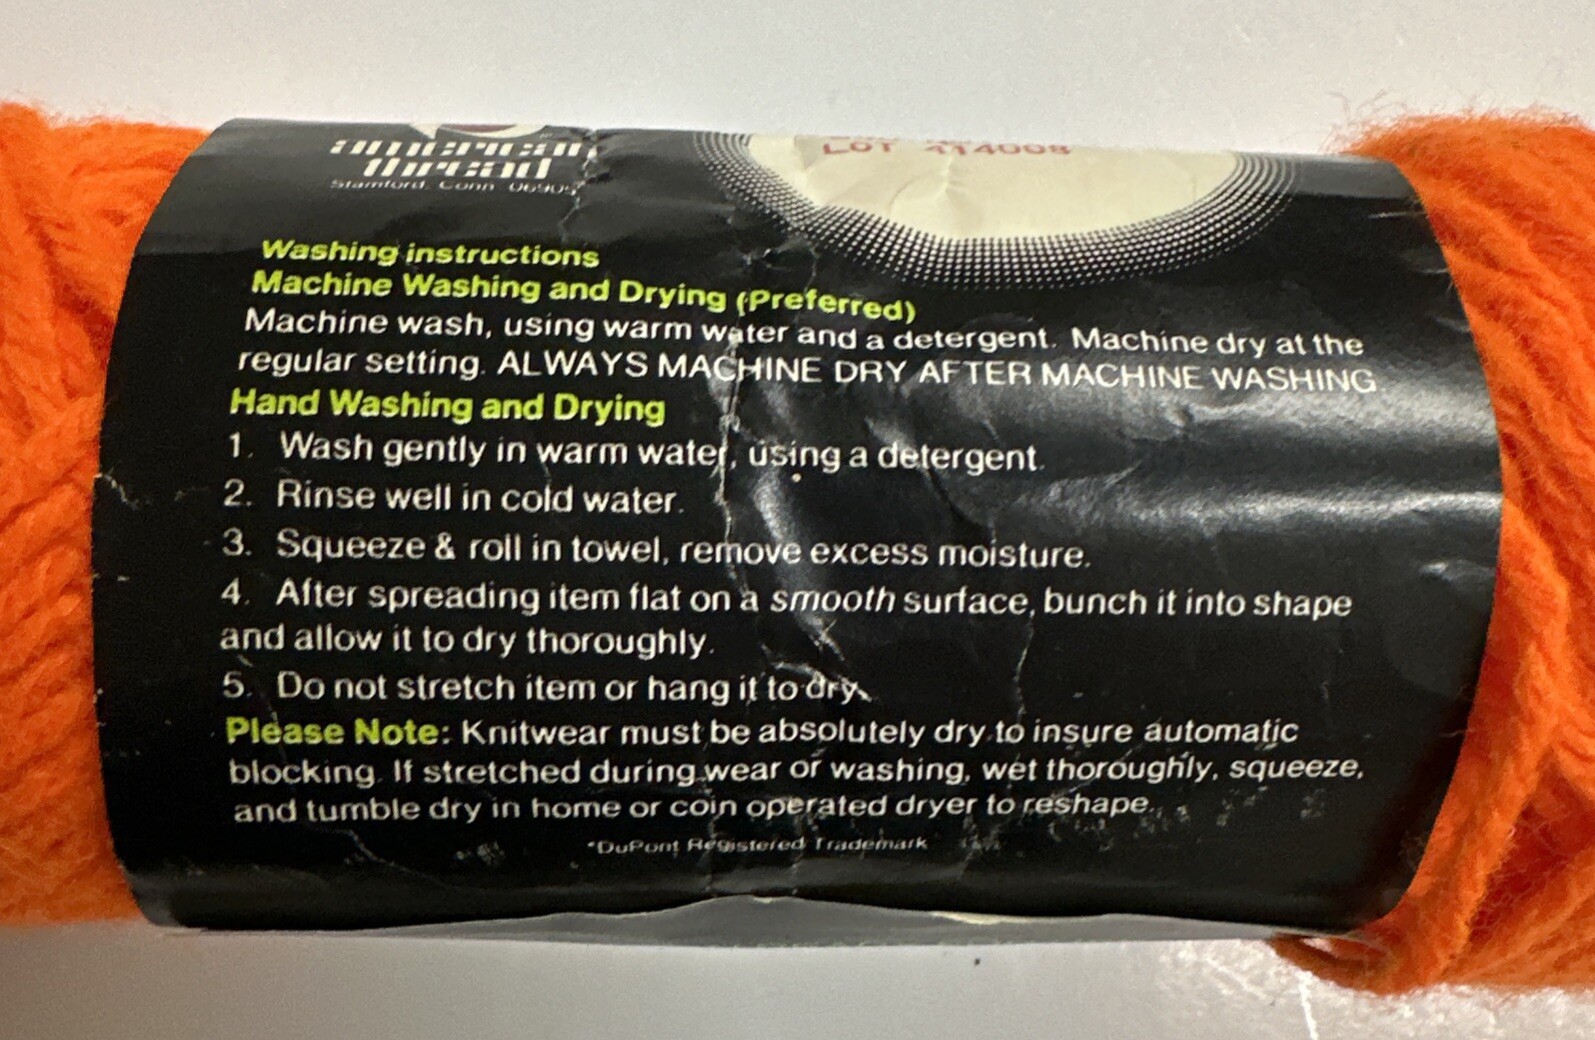 american
thread
Stamford, Conn 06905
LOT 414008
Washing instructions
Machine Washing and Drying (Preferred)
Machine wash, using warm water and a detergent. Machine dry at the
regular setting. ALWAYS MACHINE DRY AFTER MACHINE WASHING
Hand Washing and Drying
1. Wash gently in warm water, using a detergent.
2. Rinse well in cold water.
3. Squeeze & roll in towel, remove excess moisture.
4. After spreading item flat on a smooth surface, bunch it into shape
and allow it to dry thoroughly.
5. Do not stretch item or hang it to dry.
Please Note: Knitwear must be absolutely dry to insure automatic
blocking. If stretched during wear or washing, wet thoroughly, squeeze,
and tumble dry in home or coin operated dryer to reshape.
*DuPont Registered Trademark